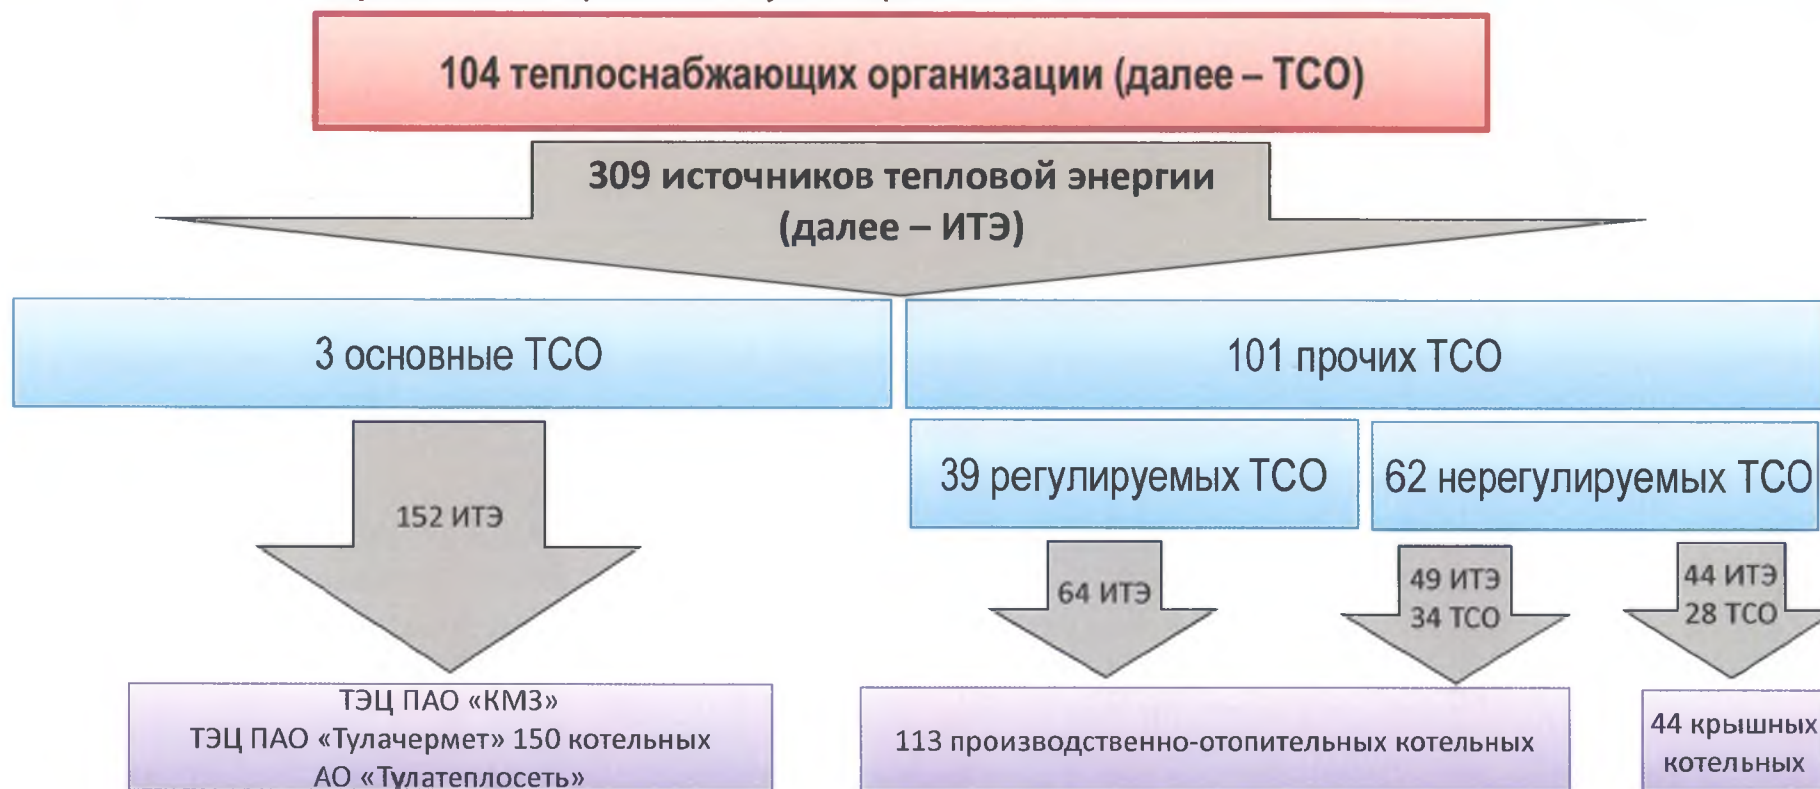 104 теплоснабжающих организации (далее – ТСО)
309 источников тепловой энергии
(далее – ИТЭ)
3 основные ТСО
101 прочих ТСО
39 регулируемых ТСО
62 нерегулируемых ТСО
152 ИТЭ
64 ИТЭ
49 ИТЭ
34 ТСО
44 ИТЭ
28 ТСО
ТЭЦ ПАО «КМЗ»
ТЭЦ ПАО «Тулачермет» 150 котельных
АО «Тулатеплосеть»
113 производственно-отопительных котельных
44 крышных
котельных